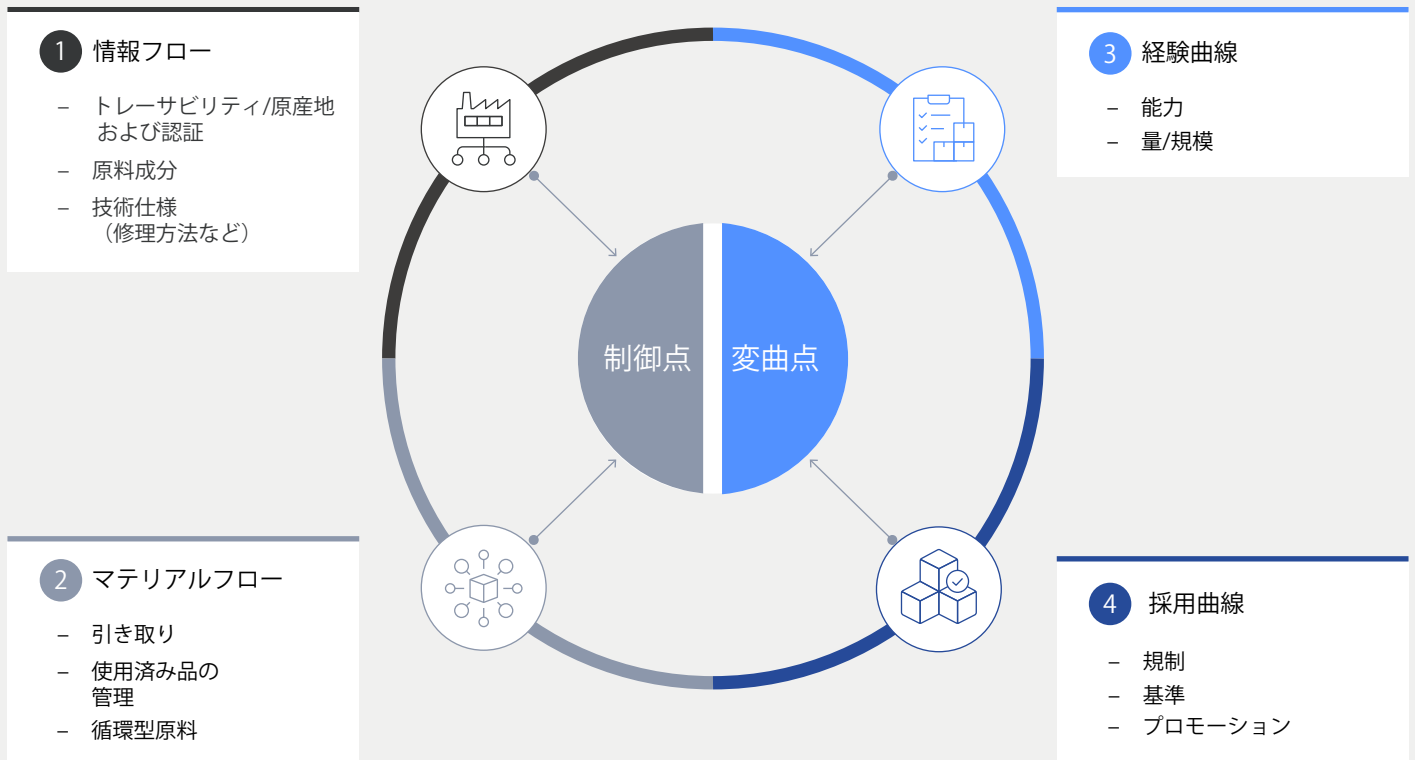 1 情報フロー
– トレーサビリティ/原産地
および認証
– 原料成分
– 技術仕様
（修理方法など）
2 マテリアルフロー
– 引き取り
– 使用済み品の
管理
– 循環型原料
制御点
変曲点
3 経験曲線
– 能力
– 量/規模
4 採用曲線
– 規制
– 基準
– プロモーション